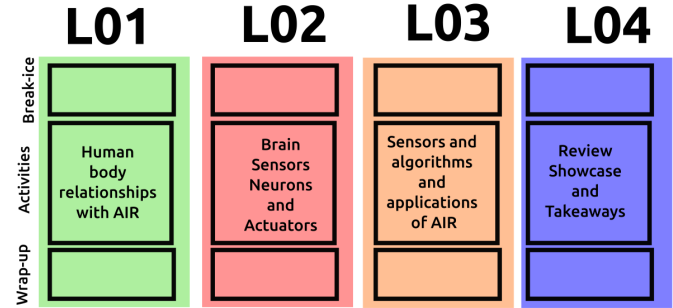 L01 L02 L03 L04
Break-ice
Activities
Human
body
relationships
with AIR
Brain
Sensors
Neurons
and
Actuators
Sensors and
algorithms
and
applications
of AIR
Review
Showcase
and
Takeaways
Wrap-up